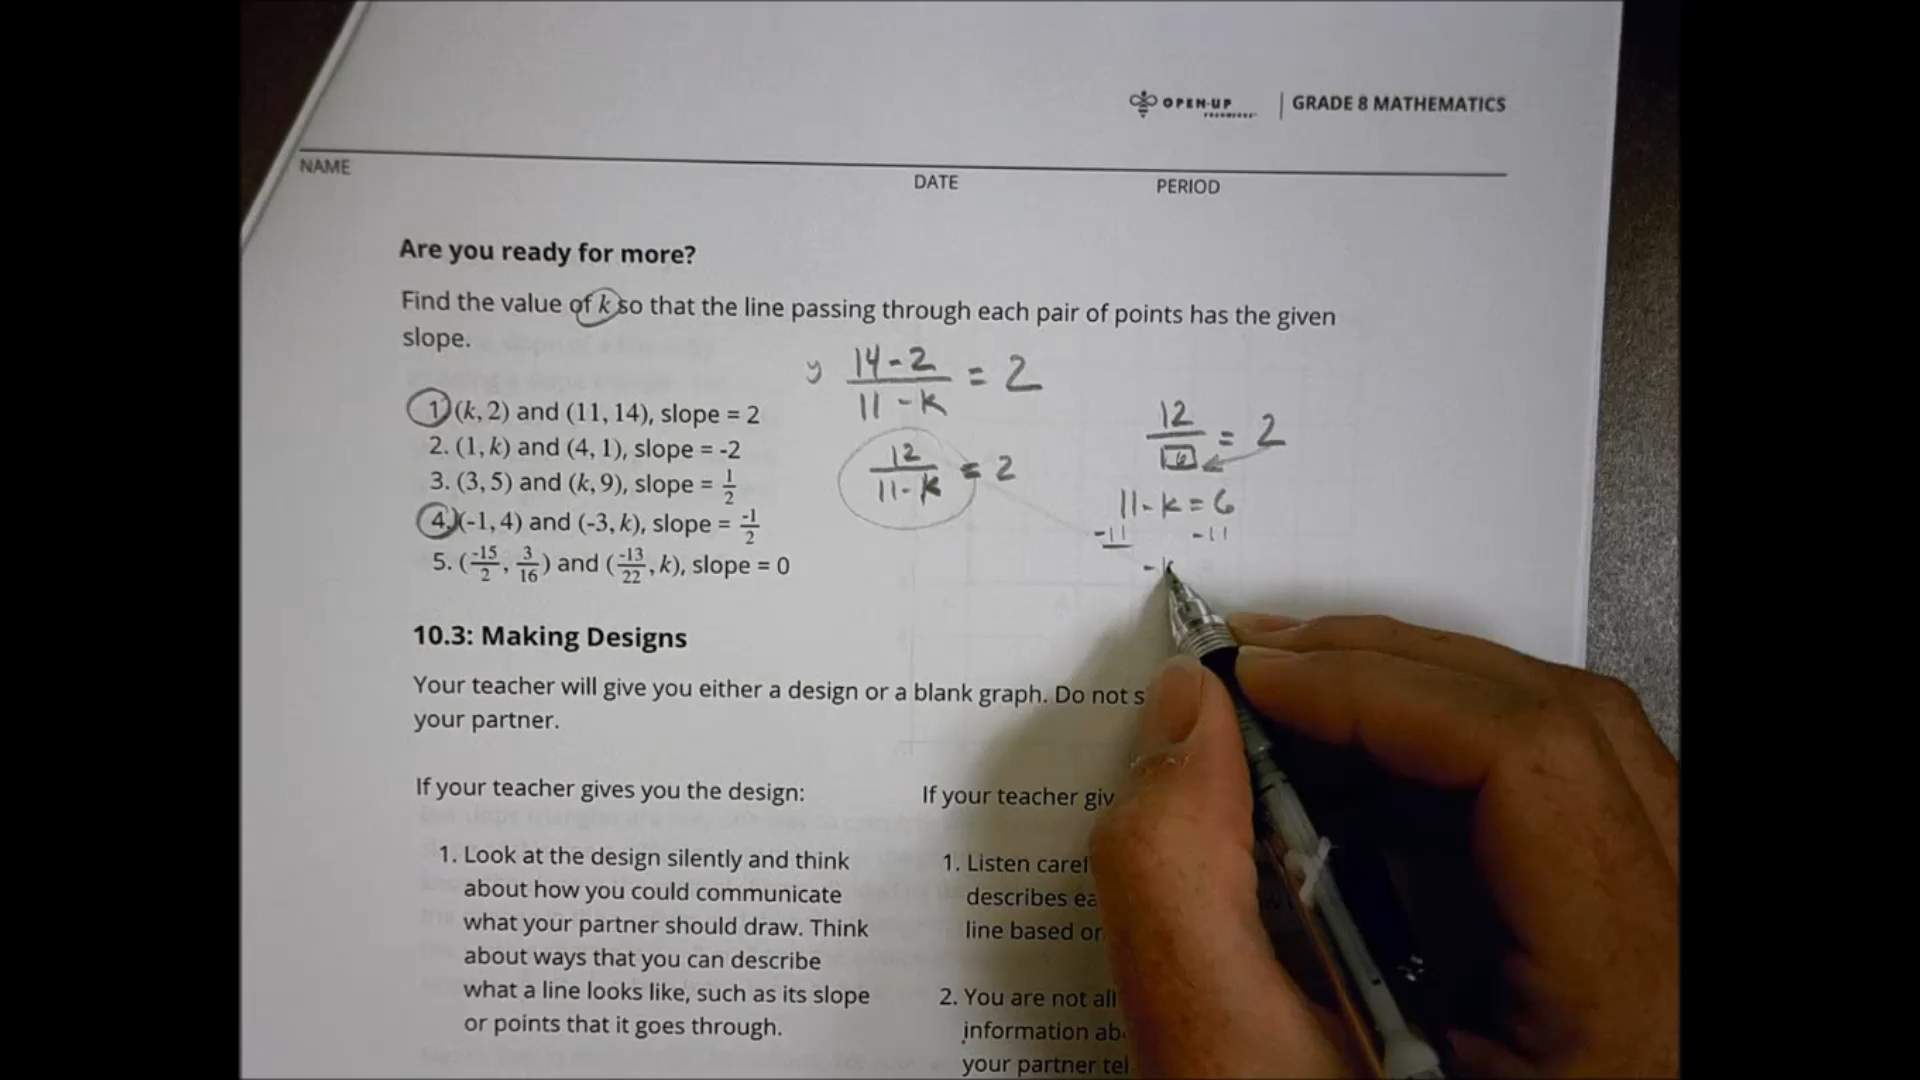 OPEN-UP
GRADE 8 MATHEMATICS
NAME
DATE
PERIOD
Are you ready for more?
Find the value of k so that the line passing through each pair of points has the given
slope.
y (14 - 2)/(11 - k) = 2
1. (k, 2) and (11, 14), slope = 2
2. (1, k) and (4, 1), slope = -2
3. (3, 5) and (k, 9), slope = 1/2
4. (-1, 4) and (-3, k), slope = -1/2
5. (-15/2, 3/16) and (-13/22, k), slope = 0
12/(11 - k) = 2
12/6 = 2
11 - k = 6
-11 -11
-k
10.3: Making Designs
Your teacher will give you either a design or a blank graph. Do not s
your partner.
If your teacher gives you the design:
1. Look at the design silently and think
about how you could communicate
what your partner should draw. Think
about ways that you can describe
what a line looks like, such as its slope
or points that it goes through.
If your teacher giv
1. Listen caref
describes ea
line based or
2. You are not all
information ab
your partner tel